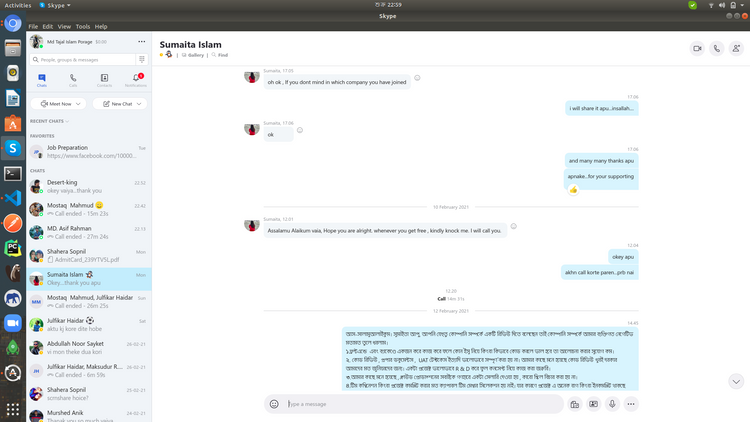 Activities
Skype
মঙ্গল 22:59
Skype
File Edit View Tools Help
Md Tajal Islam Porage $0.00
People, groups & messages
Chats Calls Contacts Notifications
Meet Now
New Chat
RECENT CHATS
FAVORITES
Job Preparation Tue
https://www.facebook.com/10000...
CHATS
Desert-king 22.52
okey vaiya...thank you
Mostaq Mahmud 22.42
Call ended - 15m 23s
MD. Asif Rahman 22.13
Call ended - 27m 24s
Shahera Sopnil Mon
AdmitCard_239YTV5L.pdf
Sumaita Islam Mon
Okey...thank you apu
Mostaq Mahmud, Julfikar Haidar Sun
Call ended - 26m 25s
Julfikar Haidar Sat
aktu kj kore dite hobe
Abdullah Noor Sayket 26-02-21
vi mon theke dua kori
Julfikar Haidar, Maksudur R... 26-02-21
Call ended - 6m 59s
Shahera Sopnil 25-02-21
scrnshare hoice?
Murshed Anik 24-02-21
Thank you so much vaiya
Sumaita Islam
Gallery | Find
Sumaita, 17.05
oh ok , If you dont mind in which company you have joined
17.06
i will share it apu...insallah....
Sumaita, 17.06
ok
17.06
and many many thanks apu
apnake..for your supporting
10 February 2021
Sumaita, 12.01
Assalamu Alaikum vaia, Hope you are alright. whenever you get free , kindly knock me. I will call you.
12.04
okey apu
akhn call korte paren..prb nai
12.20
Call 14m 31s
12 February 2021
14.45
Type a message